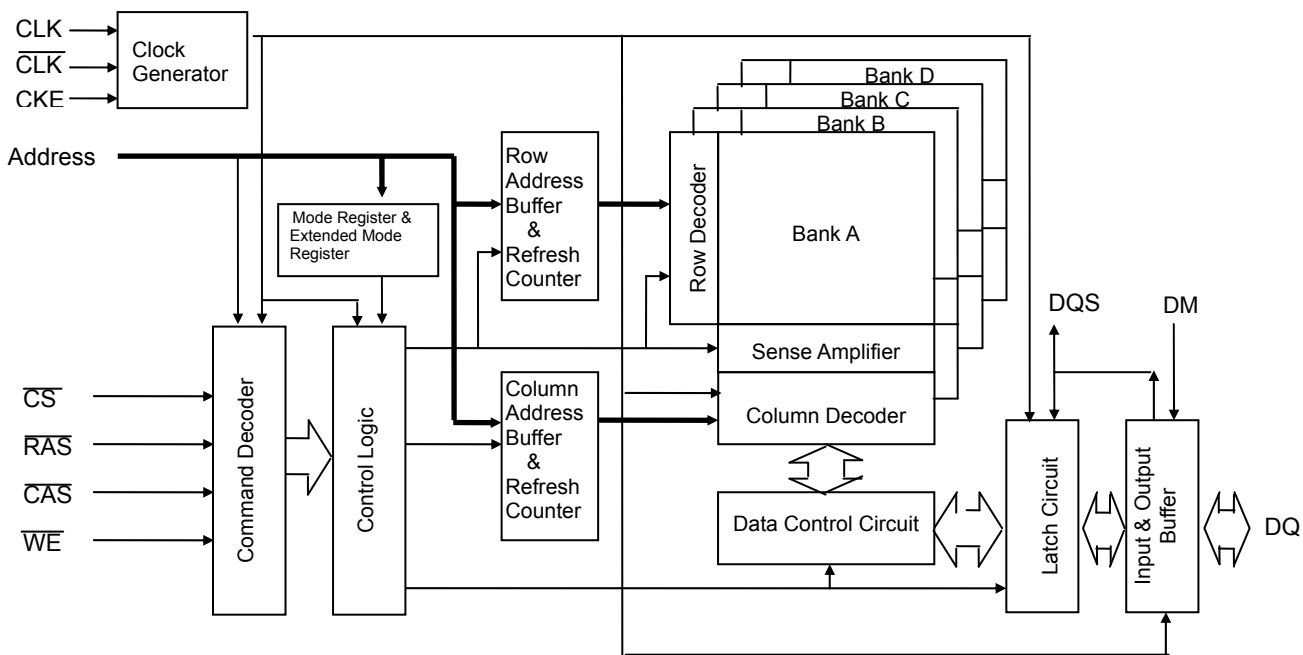 CLK
CLK
CKE
Clock
Generator
Address
Mode Register &
Extended Mode
Register
Row
Address
Buffer
&
Refresh
Counter
Row Decoder
Bank D
Bank C
Bank B
Bank A
Sense Amplifier
Column Decoder
Column
Address
Buffer
&
Refresh
Counter
CS
RAS
CAS
WE
Command Decoder
Control Logic
Data Control Circuit
DQS
DM
Latch Circuit
Input & Output
Buffer
DQ